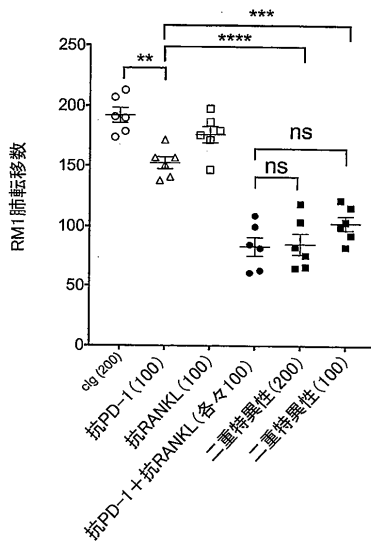 ***
****
**
250
200
150
100
50
0
RM1肺転移数
ns
ns
cIg (200)
抗PD-1 (100)
抗RANKL (100)
抗PD-1+抗RANKL (各々100)
二重特異性 (200)
二重特異性 (100)